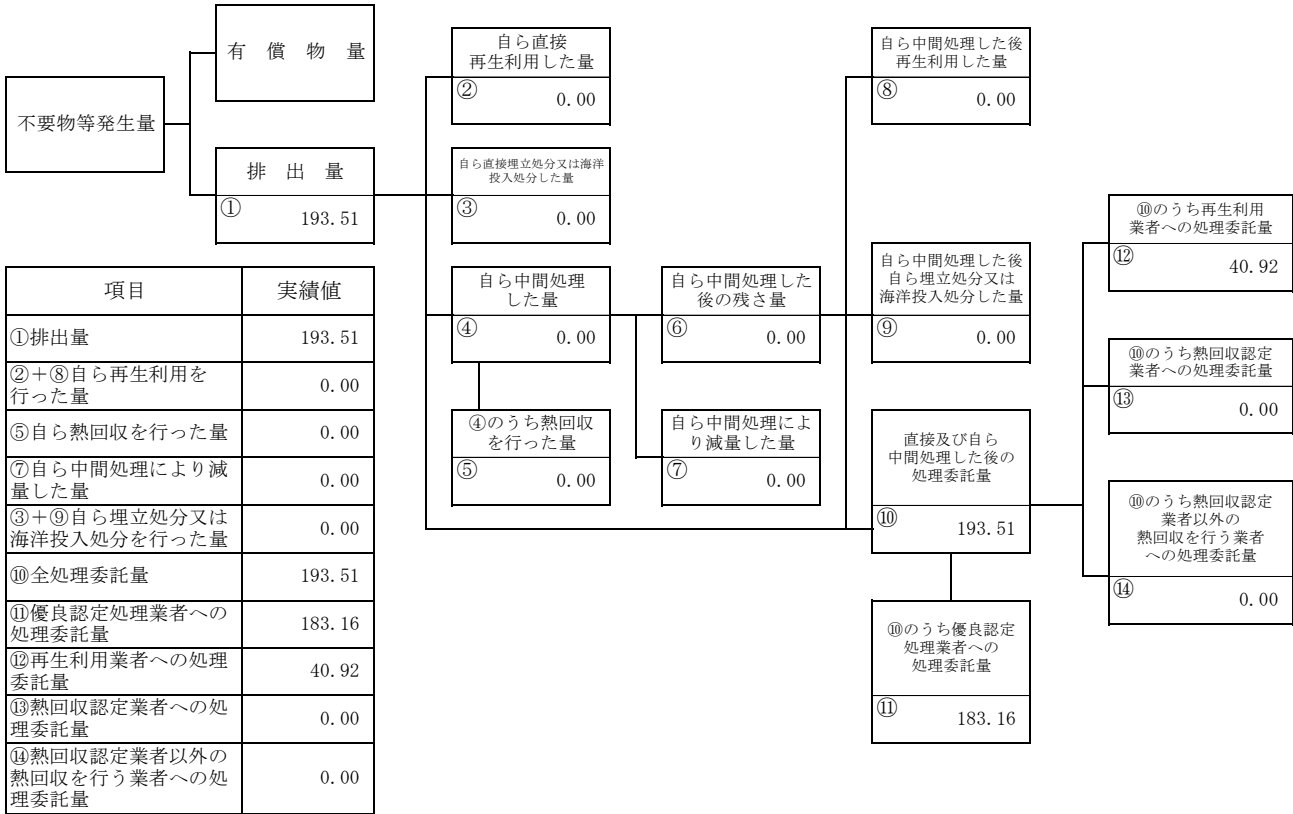 有 償 物 量
不要物等発生量
排 出 量
① 193.51
自ら直接
再生利用した量
② 0.00
自ら直接埋立処分又は海洋
投入処分した量
③ 0.00
自ら中間処理
した量
④ 0.00
④のうち熱回収
を行った量
⑤ 0.00
自ら中間処理した
後の残さ量
⑥ 0.00
自ら中間処理によ
り減量した量
⑦ 0.00
自ら中間処理した後
再生利用した量
⑧ 0.00
自ら中間処理した後
自ら埋立処分又は
海洋投入処分した量
⑨ 0.00
直接及び自ら
中間処理した後の
処理委託量
⑩ 193.51
⑩のうち優良認定
処理業者への
処理委託量
⑪ 183.16
⑩のうち再生利用
業者への処理委託量
⑫ 40.92
⑩のうち熱回収認定
業者への処理委託量
⑬ 0.00
⑩のうち熱回収認定
業者以外の
熱回収を行う業者
への処理委託量
⑭ 0.00
項目 実績値
①排出量 193.51
②+⑧自ら再生利用を
行った量 0.00
⑤自ら熱回収を行った量 0.00
⑦自ら中間処理により減
量した量 0.00
③+⑨自ら埋立処分又は
海洋投入処分を行った量 0.00
⑩全処理委託量 193.51
⑪優良認定処理業者への
処理委託量 183.16
⑫再生利用業者への処理
委託量 40.92
⑬熱回収認定業者への処
理委託量 0.00
⑭熱回収認定業者以外の
熱回収を行う業者への処
理委託量 0.00